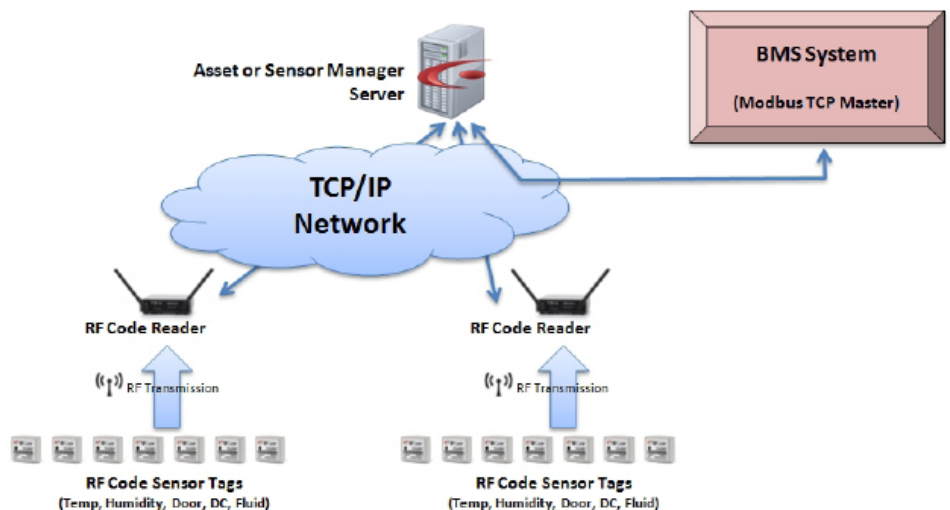 Asset or Sensor Manager
Server
BMS System
(Modbus TCP Master)
TCP/IP
Network
RF Code Reader
RF Code Reader
RF Transmission
RF Transmission
RF Code Sensor Tags
(Temp, Humidity, Door, DC, Fluid)
RF Code Sensor Tags
(Temp, Humidity, Door, DC, Fluid)